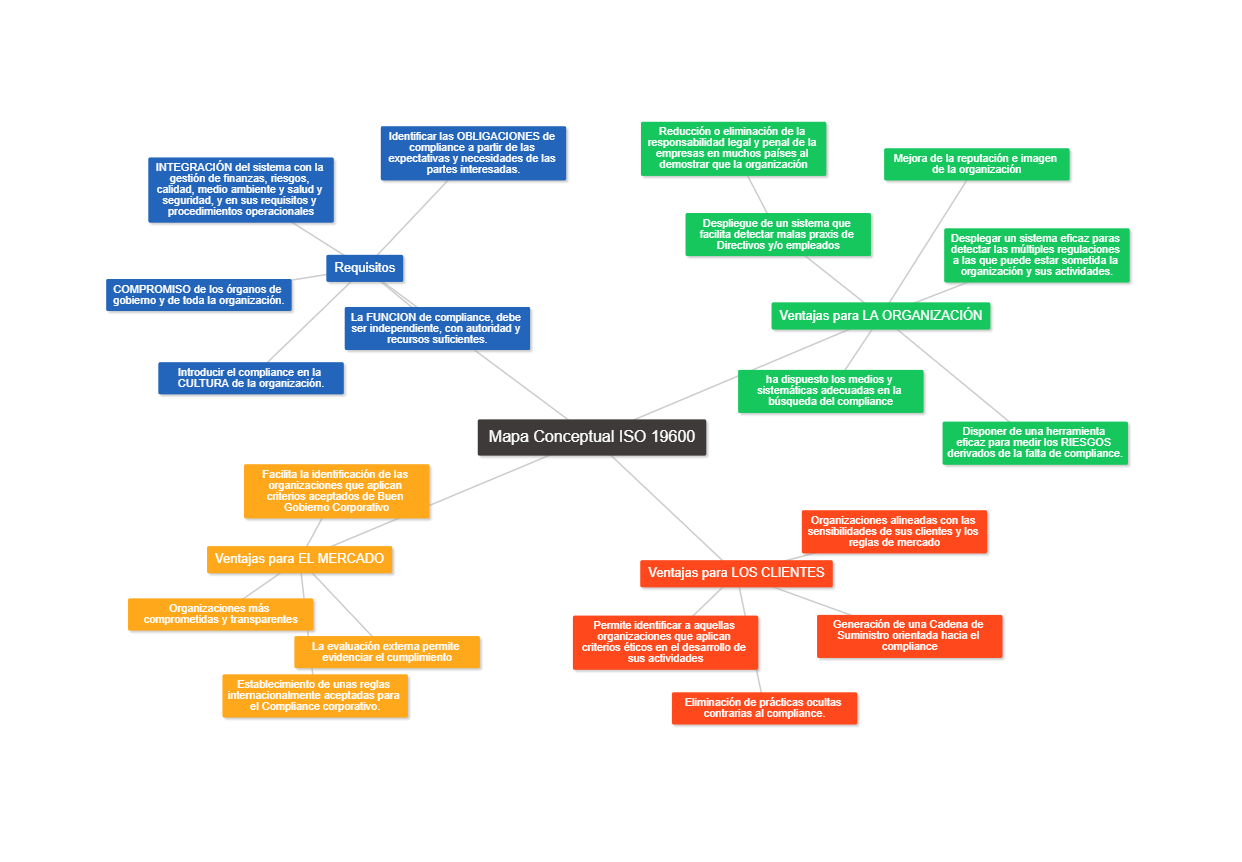 Identificar las OBLIGACIONES de
compliance a partir de las
expectativas y necesidades de las
partes interesadas.
INTEGRACIÓN del sistema con la
gestión de finanzas, riesgos,
calidad, medio ambiente y salud y
seguridad, y en sus requisitos y
procedimientos operacionales
Requisitos
COMPROMISO de los órganos de
gobierno y de toda la organización.
La FUNCION de compliance, debe
ser independiente, con autoridad y
recursos suficientes.
Introducir el compliance en la
CULTURA de la organización.
Reducción o eliminación de la
responsabilidad legal y penal de la
empresas en muchos países al
demostrar que la organización
Mejora de la reputación e imagen
de la organización
Despliegue de un sistema que
facilita detectar malas praxis de
Directivos y/o empleados
Desplegar un sistema eficaz paras
detectar las múltiples regulaciones
a las que puede estar sometida la
organización y sus actividades.
Ventajas para LA ORGANIZACIÓN
ha dispuesto los medios y
sistemáticas adecuadas en la
búsqueda del compliance
Disponer de una herramienta
eficaz para medir los RIESGOS
derivados de la falta de compliance.
Mapa Conceptual ISO 19600
Facilita la identificación de las
organizaciones que aplican
criterios aceptados de Buen
Gobierno Corporativo
Ventajas para EL MERCADO
Organizaciones más
comprometidas y transparentes
La evaluación externa permite
evidenciar el cumplimiento
Establecimiento de unas reglas
internacionalmente aceptadas para
el Compliance corporativo.
Organizaciones alineadas con las
sensibilidades de sus clientes y los
reglas de mercado
Ventajas para LOS CLIENTES
Permite identificar a aquellas
organizaciones que aplican
criterios éticos en el desarrollo de
sus actividades
Generación de una Cadena de
Suministro orientada hacia el
compliance
Eliminación de prácticas ocultas
contrarias al compliance.